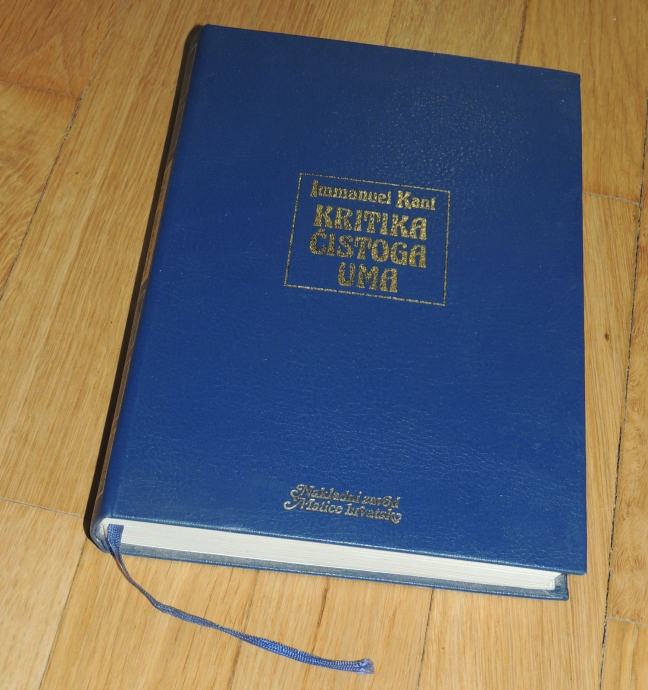 Immanuel Kant
KRITIKA
ČISTOGA
UMA
Nakladni zavod
Matice hrvatske